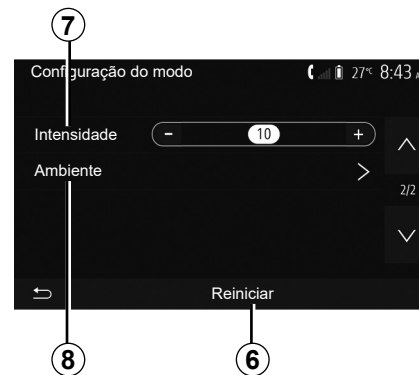 7
Configuração do modo 27°C 8:43
Intensidade - 10 +
Ambiente >
2/2
Reiniciar
8 6